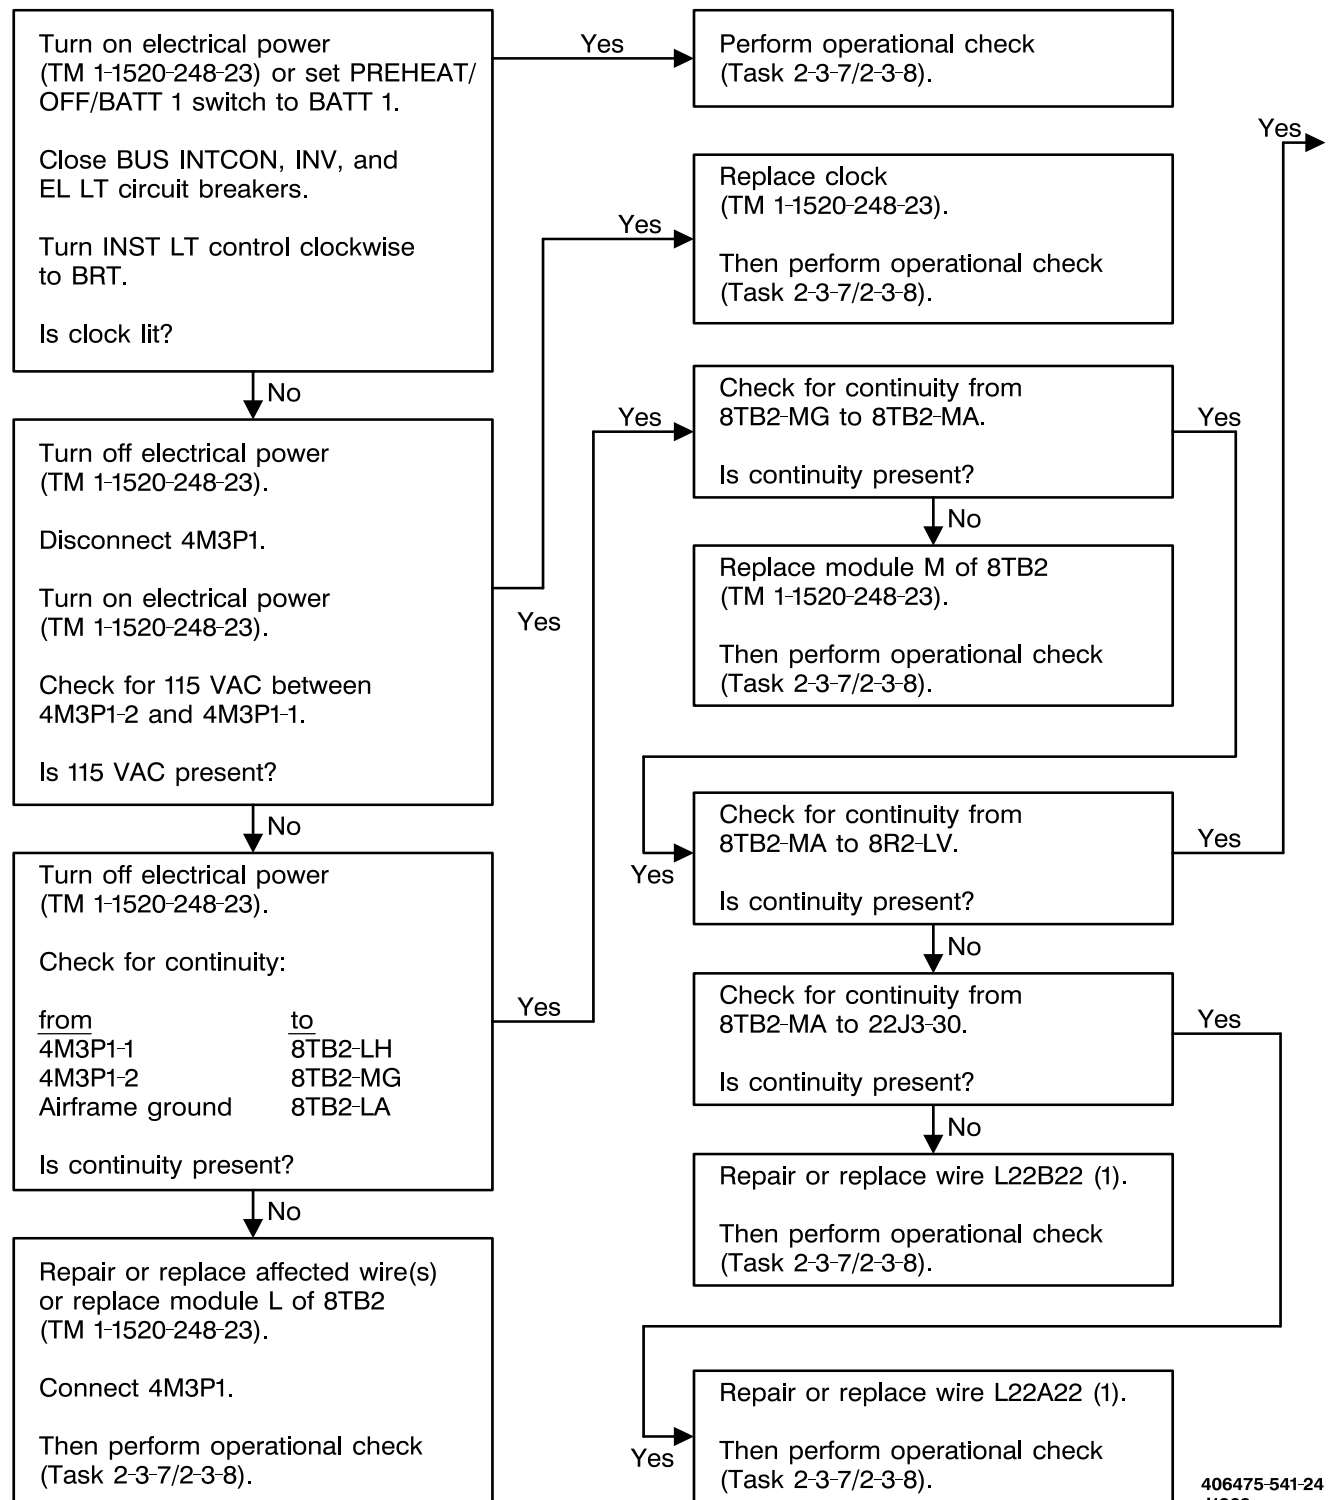 Turn on electrical power
(TM 1-1520-248-23) or set PREHEAT/
OFF/BATT 1 switch to BATT 1.
Close BUS INTCON, INV, and
EL LT circuit breakers.
Turn INST LT control clockwise
to BRT.
Is clock lit?
Yes
No
Perform operational check
(Task 2-3-7/2-3-8).
Turn off electrical power
(TM 1-1520-248-23).
Disconnect 4M3P1.
Turn on electrical power
(TM 1-1520-248-23).
Check for 115 VAC between
4M3P1-2 and 4M3P1-1.
Is 115 VAC present?
Yes
Yes
No
Replace clock
(TM 1-1520-248-23).
Then perform operational check
(Task 2-3-7/2-3-8).
Turn off electrical power
(TM 1-1520-248-23).
Check for continuity:
from to
4M3P1-1 8TB2-LH
4M3P1-2 8TB2-MG
Airframe ground 8TB2-LA
Is continuity present?
Yes
Yes
No
Repair or replace affected wire(s)
or replace module L of 8TB2
(TM 1-1520-248-23).
Connect 4M3P1.
Then perform operational check
(Task 2-3-7/2-3-8).
Check for continuity from
8TB2-MG to 8TB2-MA.
Is continuity present?
Yes
No
Replace module M of 8TB2
(TM 1-1520-248-23).
Then perform operational check
(Task 2-3-7/2-3-8).
Yes
Check for continuity from
8TB2-MA to 8R2-LV.
Is continuity present?
Yes
Yes
No
Check for continuity from
8TB2-MA to 22J3-30.
Is continuity present?
Yes
No
Repair or replace wire L22B22 (1).
Then perform operational check
(Task 2-3-7/2-3-8).
Yes
Repair or replace wire L22A22 (1).
Then perform operational check
(Task 2-3-7/2-3-8).
406475-541-24